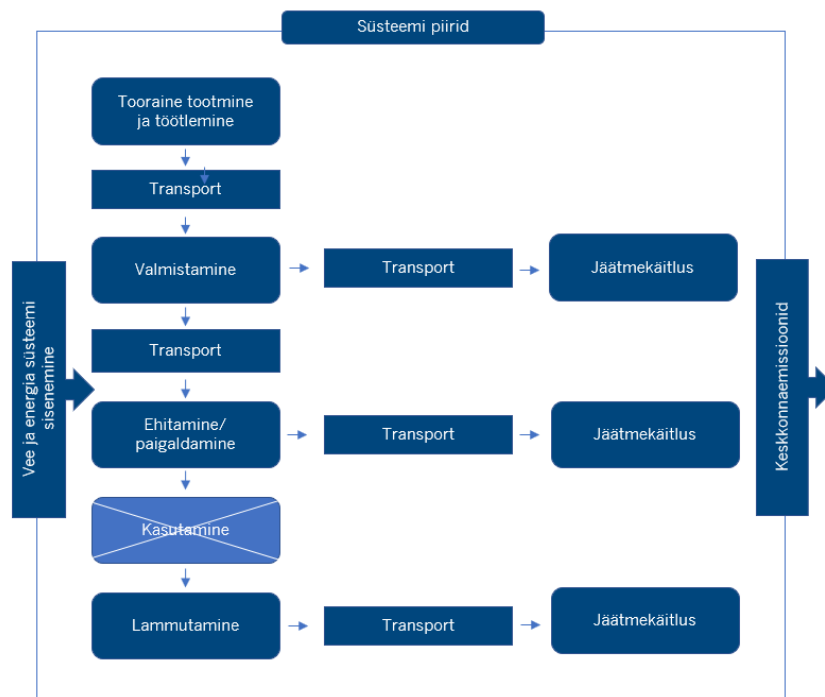 Süsteemi piirid
Tooraine tootmine
ja töötlemine
Transport
Valmistamine
Transport
Jäätmekäitlus
Transport
Ehitamine/
paigaldamine
Transport
Jäätmekäitlus
Kasutamine
Lammutamine
Transport
Jäätmekäitlus
Vee ja energia süsteemi
sisenemine
Keskkonnaemissioonid